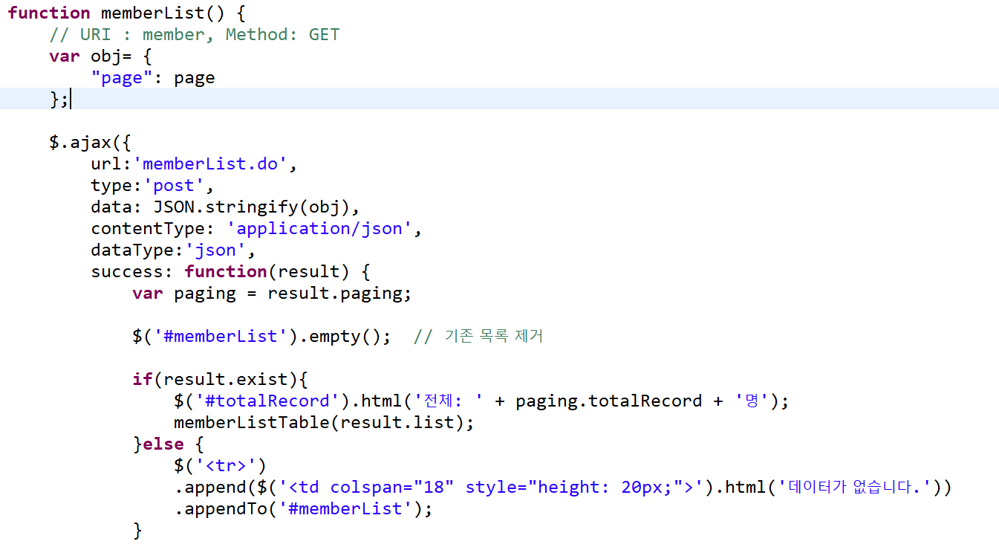 function memberList() {
    // URI : member, Method: GET
    var obj= {
        "page": page
    };
    $.ajax({
        url:'memberList.do',
        type:'post',
        data: JSON.stringify(obj),
        contentType: 'application/json',
        dataType:'json',
        success: function(result) {
            var paging = result.paging;
            $('#memberList').empty();  // 기존 목록 제거
            if(result.exist){
                $('#totalRecord').html('전체: ' + paging.totalRecord + '명');
                memberListTable(result.list);
            }else {
                $('<tr>')
                .append($('<td colspan="18" style="height: 20px;">').html('데이터가 없습니다.'))
                .appendTo('#memberList');
            }